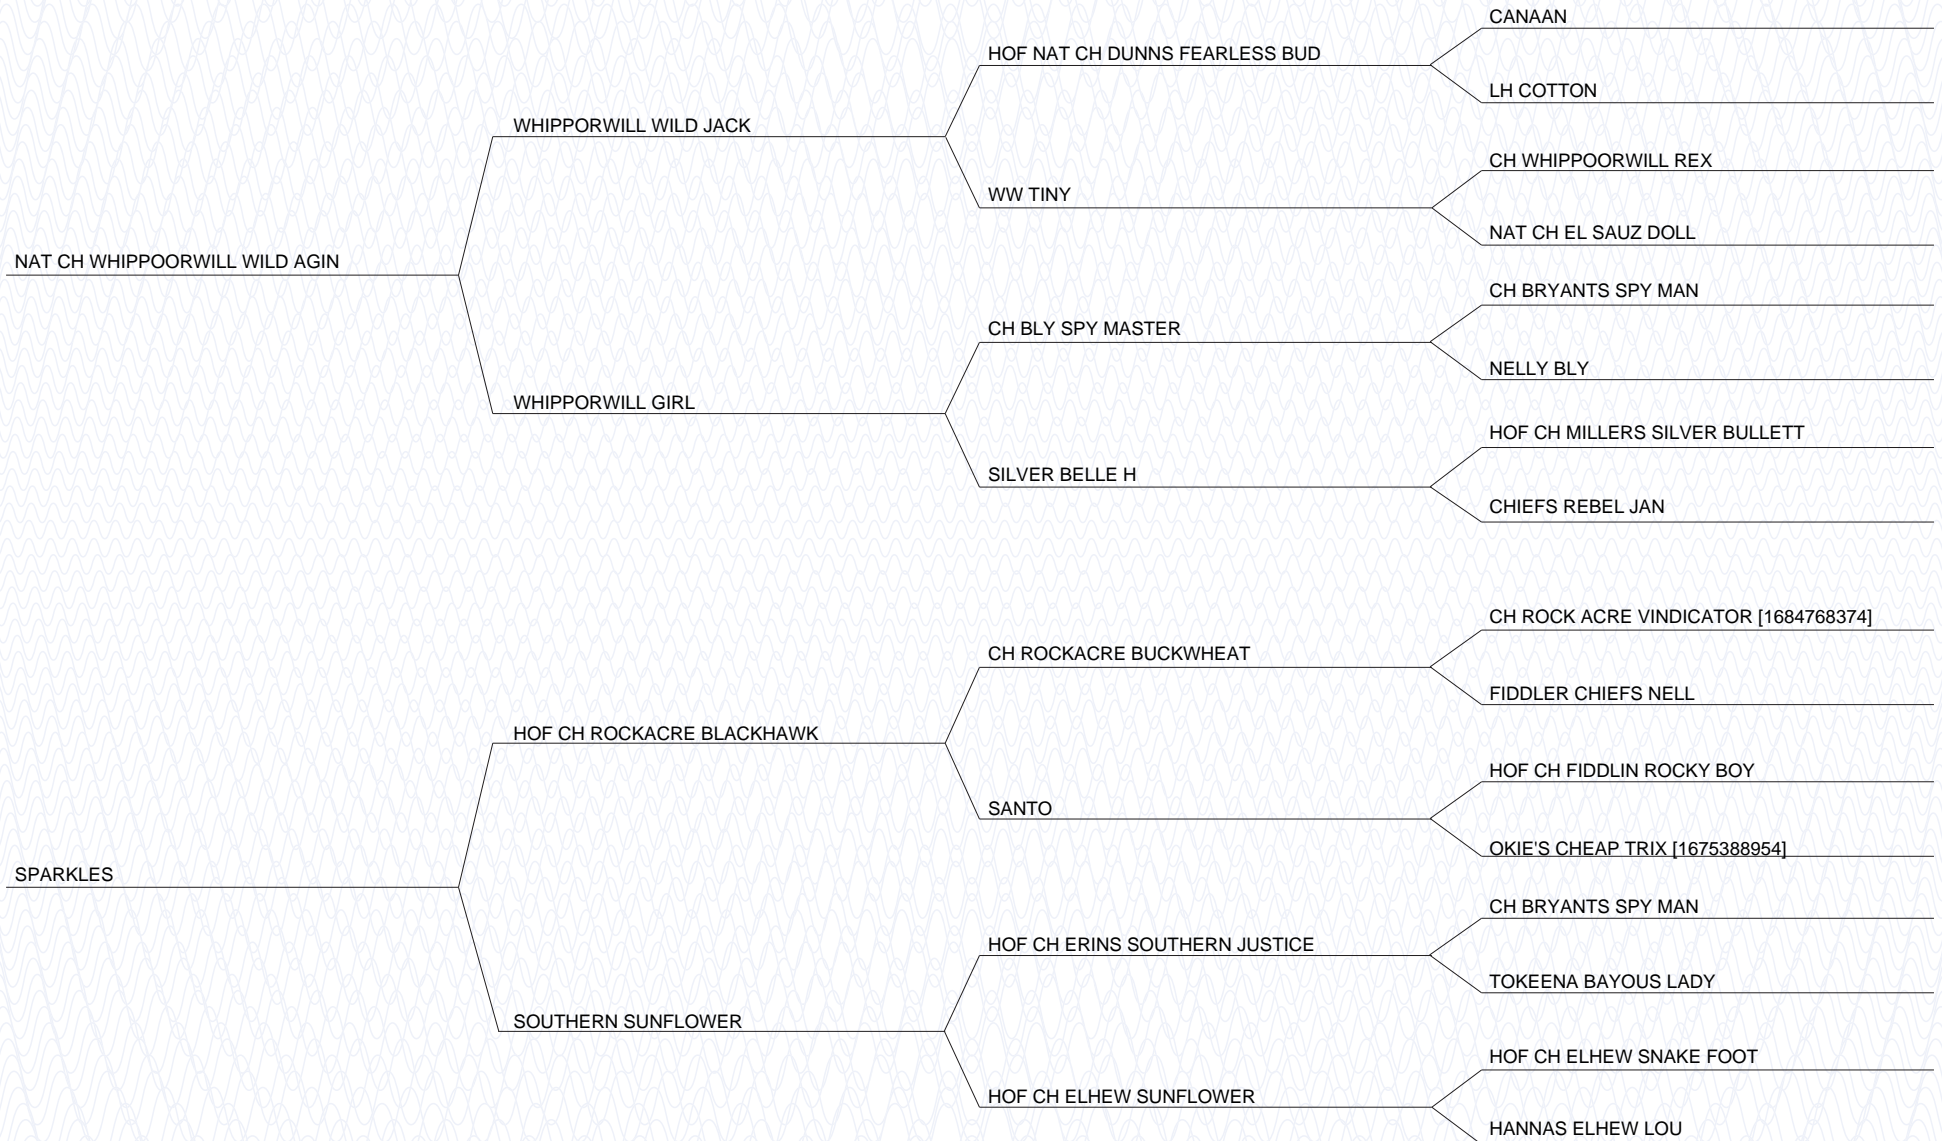 CANAAN
HOF NAT CH DUNNS FEARLESS BUD
LH COTTON
WHIPPORWILL WILD JACK
CH WHIPPOORWILL REX
WW TINY
NAT CH EL SAUZ DOLL
NAT CH WHIPPOORWILL WILD AGIN
CH BRYANTS SPY MAN
CH BLY SPY MASTER
NELLY BLY
WHIPPORWILL GIRL
HOF CH MILLERS SILVER BULLETT
SILVER BELLE H
CHIEFS REBEL JAN
CH ROCK ACRE VINDICATOR [1684768374]
CH ROCKACRE BUCKWHEAT
FIDDLER CHIEFS NELL
HOF CH ROCKACRE BLACKHAWK
HOF CH FIDDLIN ROCKY BOY
SANTO
OKIE'S CHEAP TRIX [1675388954]
SPARKLES
CH BRYANTS SPY MAN
HOF CH ERINS SOUTHERN JUSTICE
TOKEENA BAYOUS LADY
SOUTHERN SUNFLOWER
HOF CH ELHEW SNAKE FOOT
HOF CH ELHEW SUNFLOWER
HANNAS ELHEW LOU